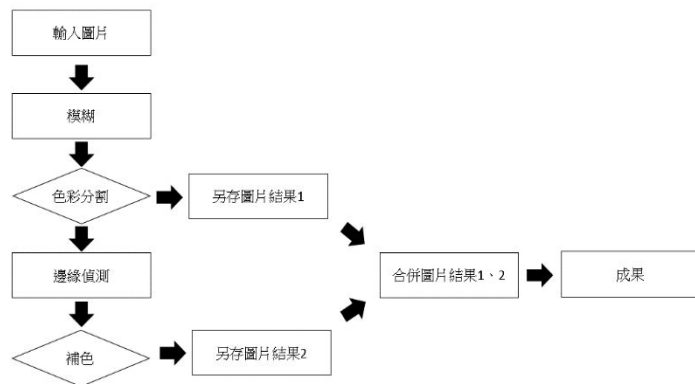 輸入圖片
模糊
色彩分割
另存圖片結果1
邊緣偵測
合併圖片結果1、2
成果
補色
另存圖片結果2